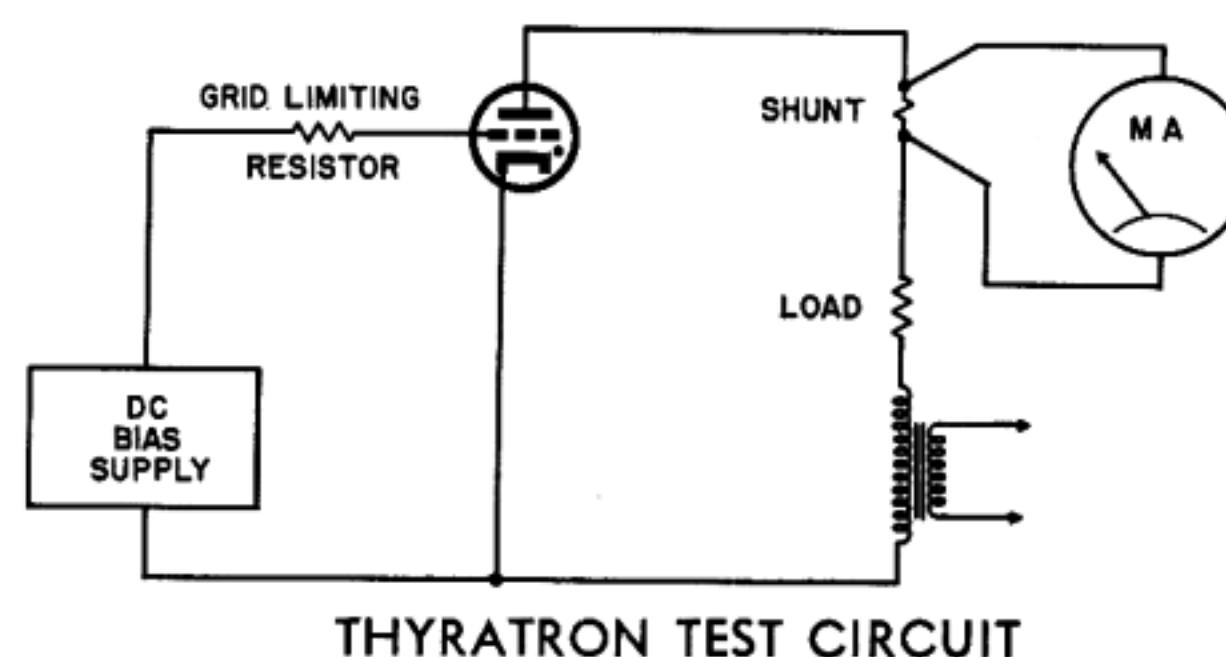 GRID LIMITING
RESISTOR
SHUNT
M A
LOAD
DC
BIAS
SUPPLY
THYRATRON TEST CIRCUIT